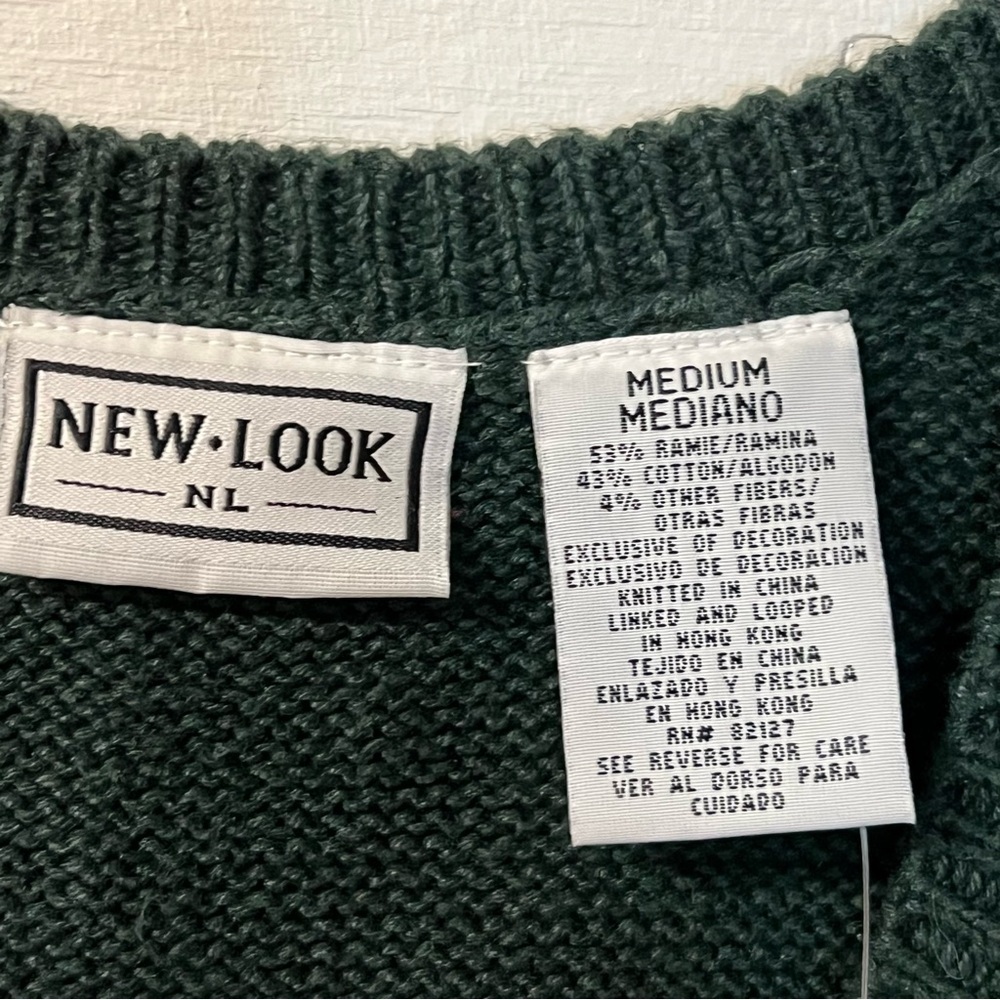 NEW·LOOK
NL
MEDIUM
MEDIANO
53% RAMIE/RAMINA
43% COTTON/ALGODON
4% OTHER FIBERS/
OTRAS FIBRAS
EXCLUSIVE OF DECORATION
EXCLUSIVO DE DECORACION
KNITTED IN CHINA
LINKED AND LOOPED
IN HONG KONG
TEJIDO EN CHINA
ENLAZADO Y PRESILLA
EN HONG KONG
RN# 82127
SEE REVERSE FOR CARE
VER AL DORSO PARA
CUIDADO